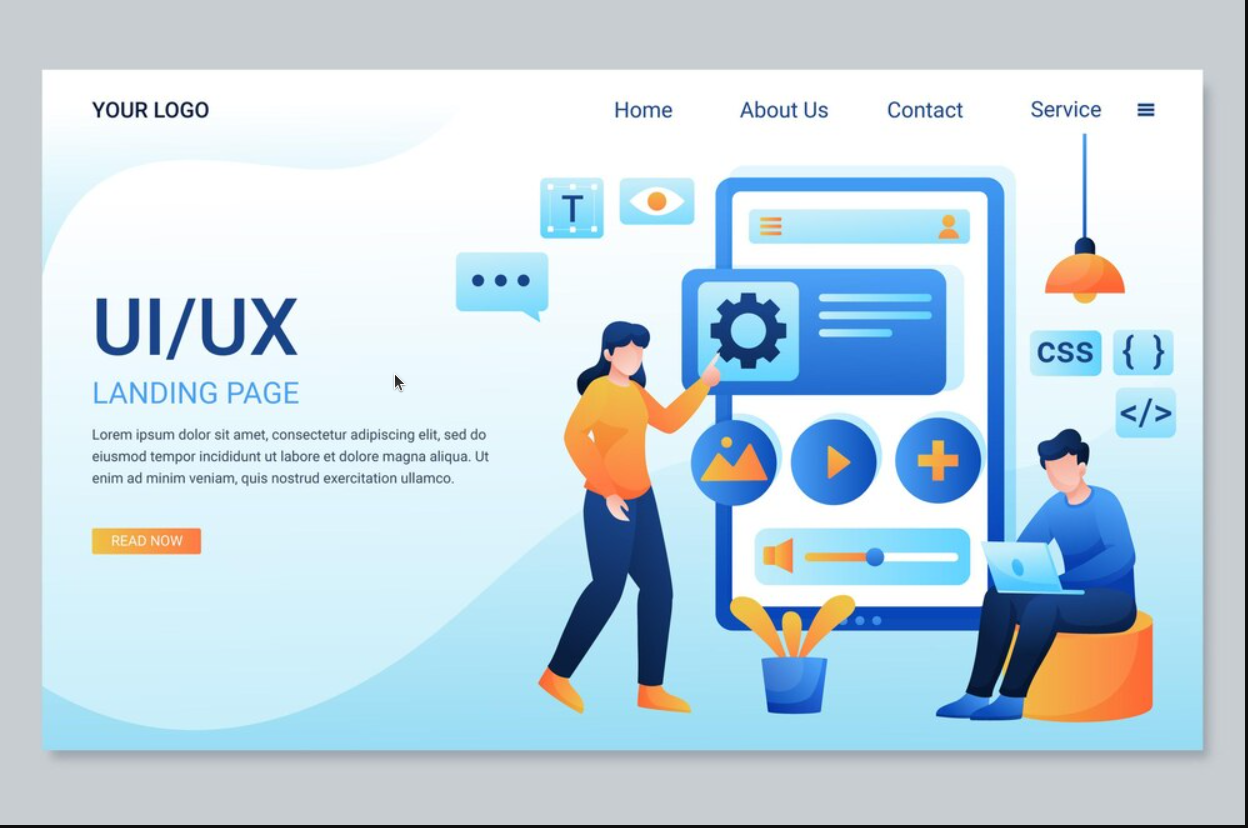 YOUR LOGO
Home About Us Contact Service
T
UI/UX
CSS { }
</>
LANDING PAGE
Lorem ipsum dolor sit amet, consectetur adipiscing elit, sed do
eiusmod tempor incididunt ut labore et dolore magna aliqua. Ut
enim ad minim veniam, quis nostrud exercitation ullamco.
READ NOW